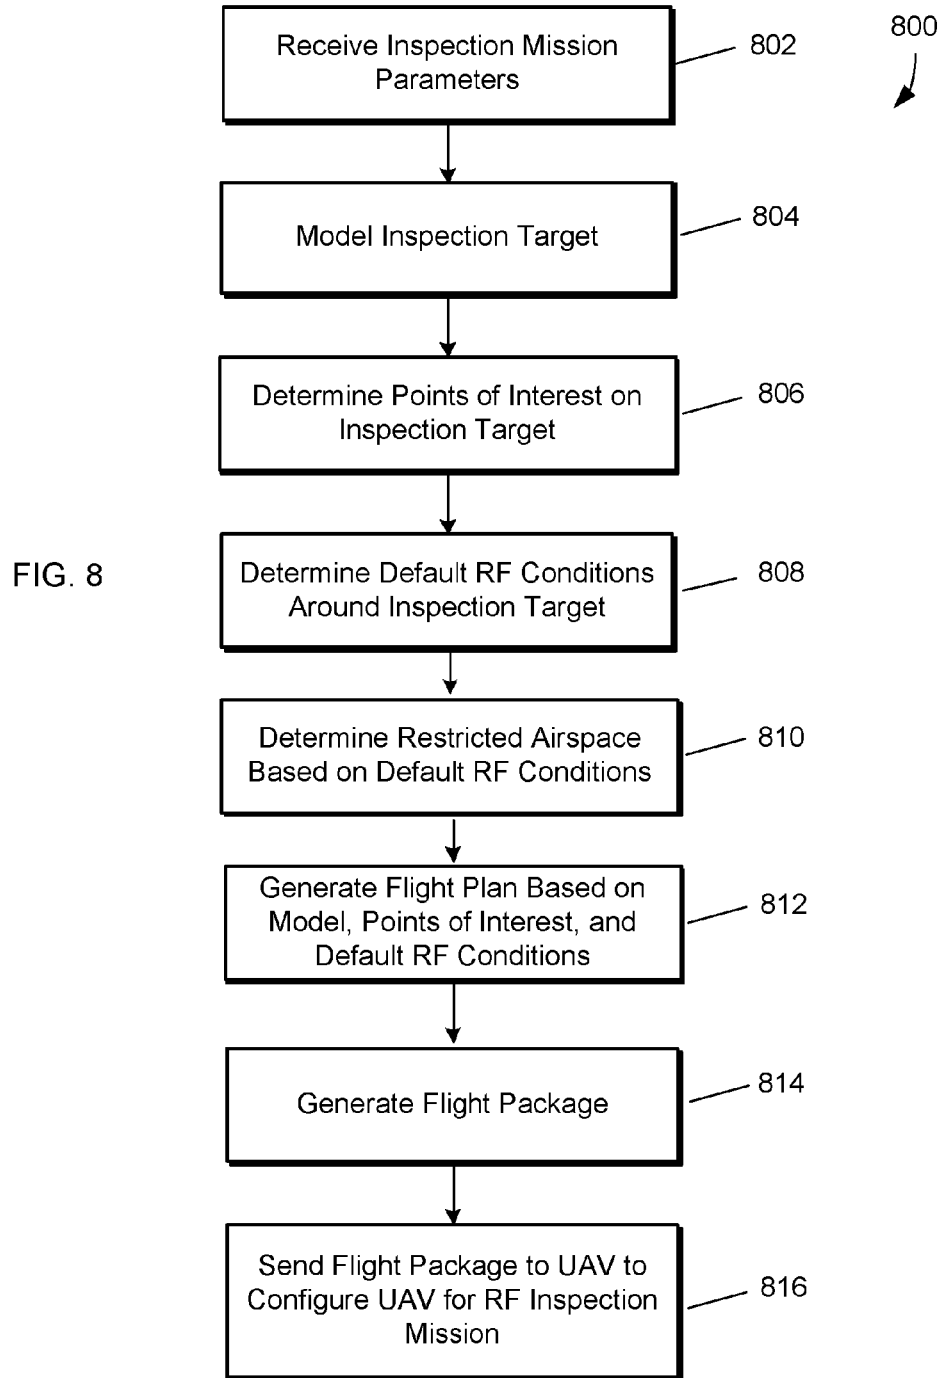 800
Receive Inspection Mission
Parameters
802
Model Inspection Target
804
Determine Points of Interest on
Inspection Target
806
FIG. 8
Determine Default RF Conditions
Around Inspection Target
808
Determine Restricted Airspace
Based on Default RF Conditions
810
Generate Flight Plan Based on
Model, Points of Interest, and
Default RF Conditions
812
Generate Flight Package
814
Send Flight Package to UAV to
Configure UAV for RF Inspection
Mission
816